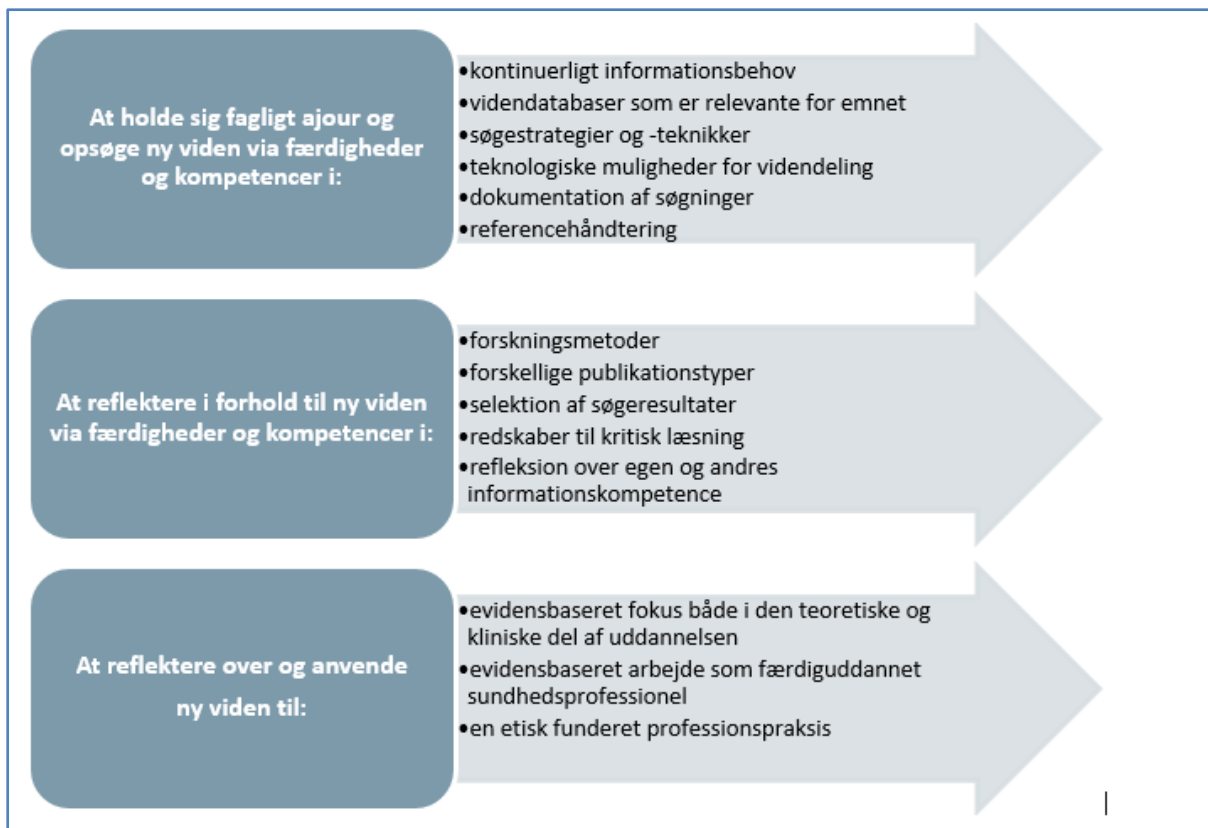 At holde sig fagligt ajour og
opsøge ny viden via færdigheder
og kompetencer i:
•kontinuerligt informationsbehov
•videndatabaser som er relevante for emnet
•søgestrategier og -teknikker
•teknologiske muligheder for videndeling
•dokumentation af søgninger
•referencehåndtering
At reflektere i forhold til ny viden
via færdigheder og kompetencer i:
•forskningsmetoder
•forskellige publikationstyper
•selektion af søgeresultater
•redskaber til kritisk læsning
•refleksion over egen og andres
informationskompetence
At reflektere over og anvende
ny viden til:
•evidensbaseret fokus både i den teoretiske og
kliniske del af uddannelsen
•evidensbaseret arbejde som færdiguddannet
sundhedsprofessionel
•en etisk funderet professionspraksis